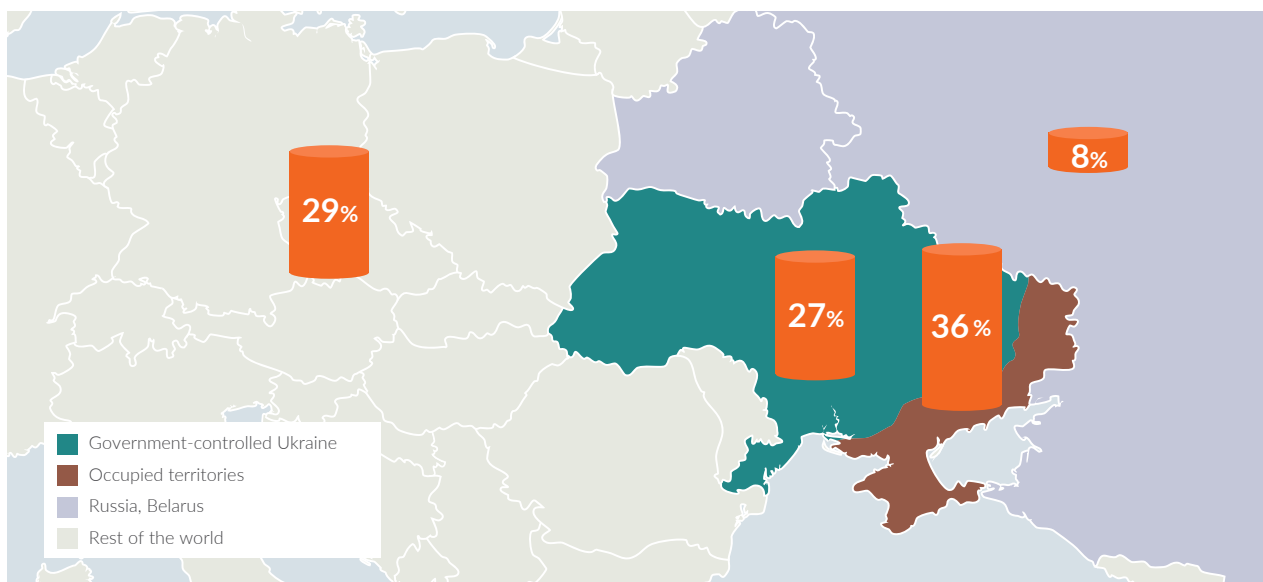 8%
29%
27%
36%
Government-controlled Ukraine
Occupied territories
Russia, Belarus
Rest of the world